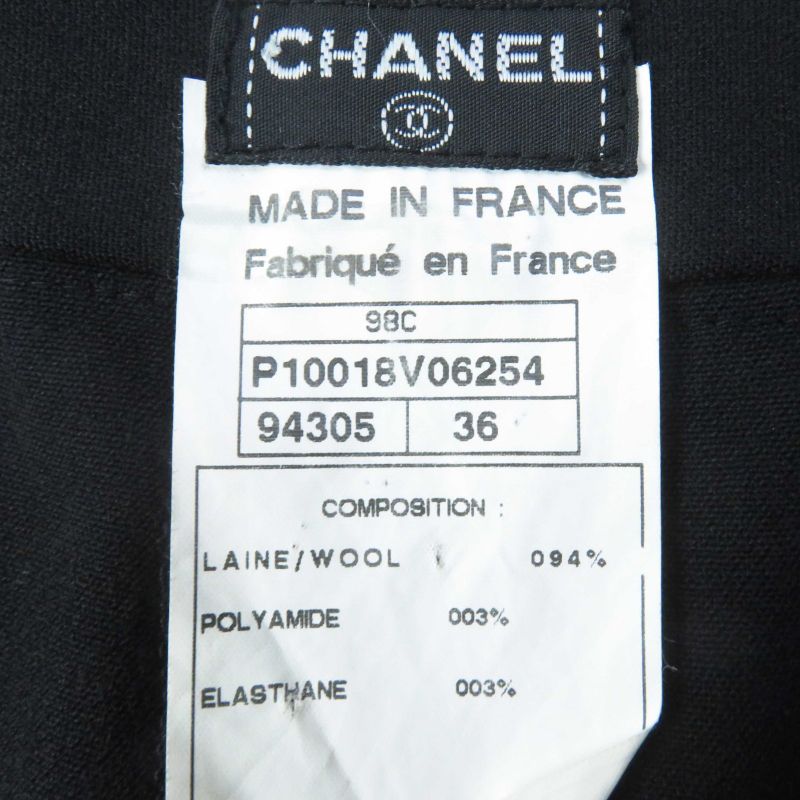 CHANEL
MADE IN FRANCE
Fabriqué en France
98C
P10018V06254
94305 36
COMPOSITION :
LAINE/WOOL 094%
POLYAMIDE 003%
ELASTHANE 003%